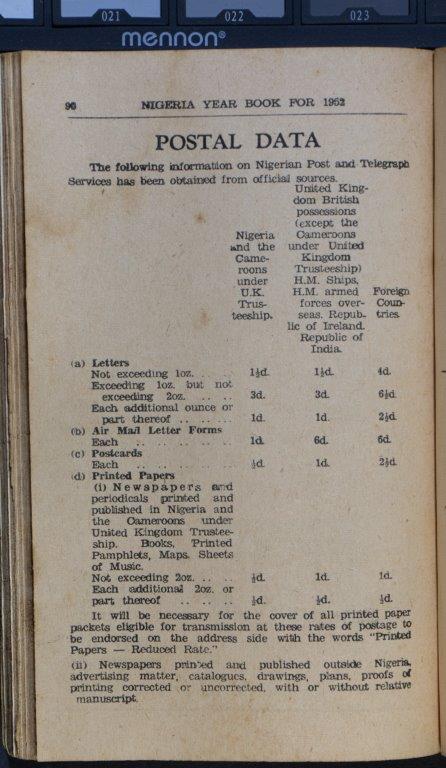 021 022 023
mennon®
96 NIGERIA YEAR BOOK FOR 1952
POSTAL DATA
The following information on Nigerian Post and Telegraph
Services has been obtained from official sources.
United King-
dom British
possessions
(except the
Nigeria Cameroons
and the under United
Came- Kingdom
roons Trusteeship)
under H.M. Ships,
U.K. H.M. armed Foreign
Trus- forces over- Coun-
teeship. seas. Repub- tries.
lic of Ireland.
Republic of
India.
(a) Letters
Not exceeding 1oz. . . . . 1½d. 1½d. 4d.
Exceeding 1oz. but not
exceeding 2oz. . . . . 3d. 3d. 6½d.
Each additional ounce or
part thereof . . . . . . 1d. 1d. 2½d.
(b) Air Mail Letter Forms
Each . . . . . . . . . . 1d. 6d. 6d.
(c) Postcards
Each . . . . . . . . . . ½d. 1d. 2½d.
(d) Printed Papers
(i) Newspapers and
periodicals printed and
published in Nigeria and
the Cameroons under
United Kingdom Trustee-
ship. Books, Printed
Pamphlets, Maps. Sheets
of Music.
Not exceeding 2oz. . . . . ½d. 1d. 1d.
Each additional 2oz. or
part thereof . . . . . . ½d. ½d. ½d.
It will be necessary for the cover of all printed paper
packets eligible for transmission at these rates of postage to
be endorsed on the address side with the words "Printed
Papers — Reduced Rate."
(ii) Newspapers printed and published outside Nigeria,
advertising matter, catalogues, drawings, plans, proofs of
printing corrected or uncorrected, with or without relative
manuscript.